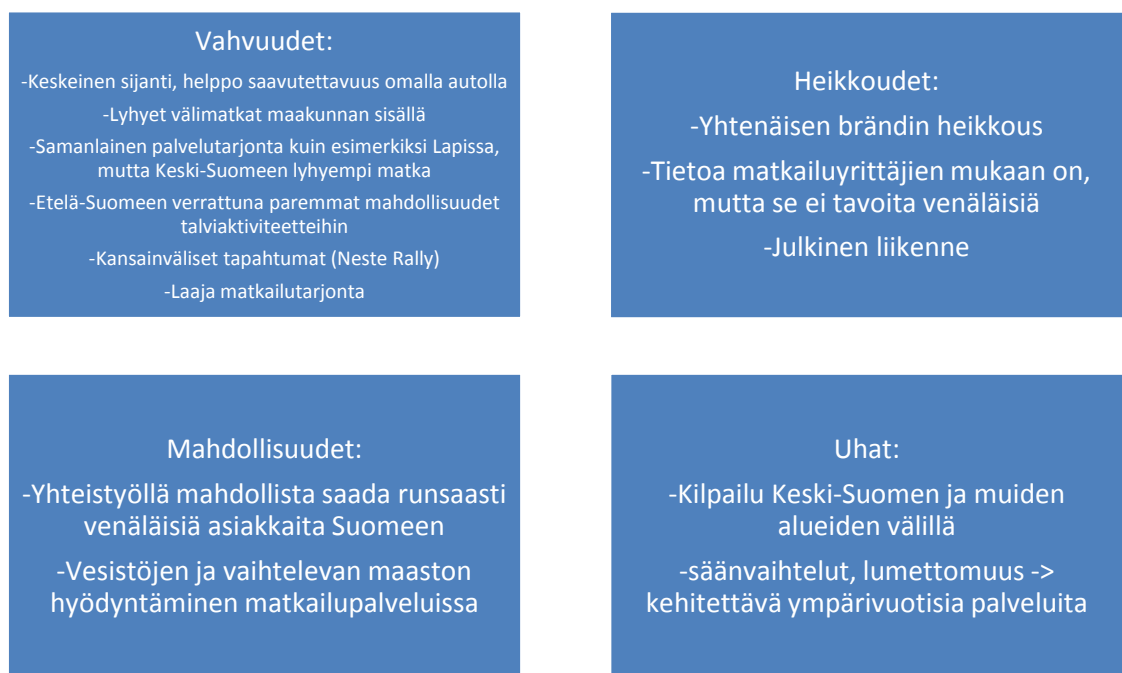 Vahvuudet:
-Keskeinen sijanti, helppo saavutettavuus omalla autolla
-Lyhyet välimatkat maakunnan sisällä
-Samanlainen palvelutarjonta kuin esimerkiksi Lapissa,
mutta Keski-Suomeen lyhyempi matka
-Etelä-Suomeen verrattuna paremmat mahdollisuudet
talviaktiviteetteihin
-Kansainväliset tapahtumat (Neste Rally)
-Laaja matkailutarjonta
Heikkoudet:
-Yhtenäisen brändin heikkous
-Tietoa matkailuyrittäjien mukaan on,
mutta se ei tavoita venäläisiä
-Julkinen liikenne
Mahdollisuudet:
-Yhteistyöllä mahdollista saada runsaasti
venäläisiä asiakkaita Suomeen
-Vesistöjen ja vaihtelevan maaston
hyödyntäminen matkailupalveluissa
Uhat:
-Kilpailu Keski-Suomen ja muiden
alueiden välillä
-säänvaihtelut, lumettomuus ->
kehitettävä ympärivuotisia palveluita